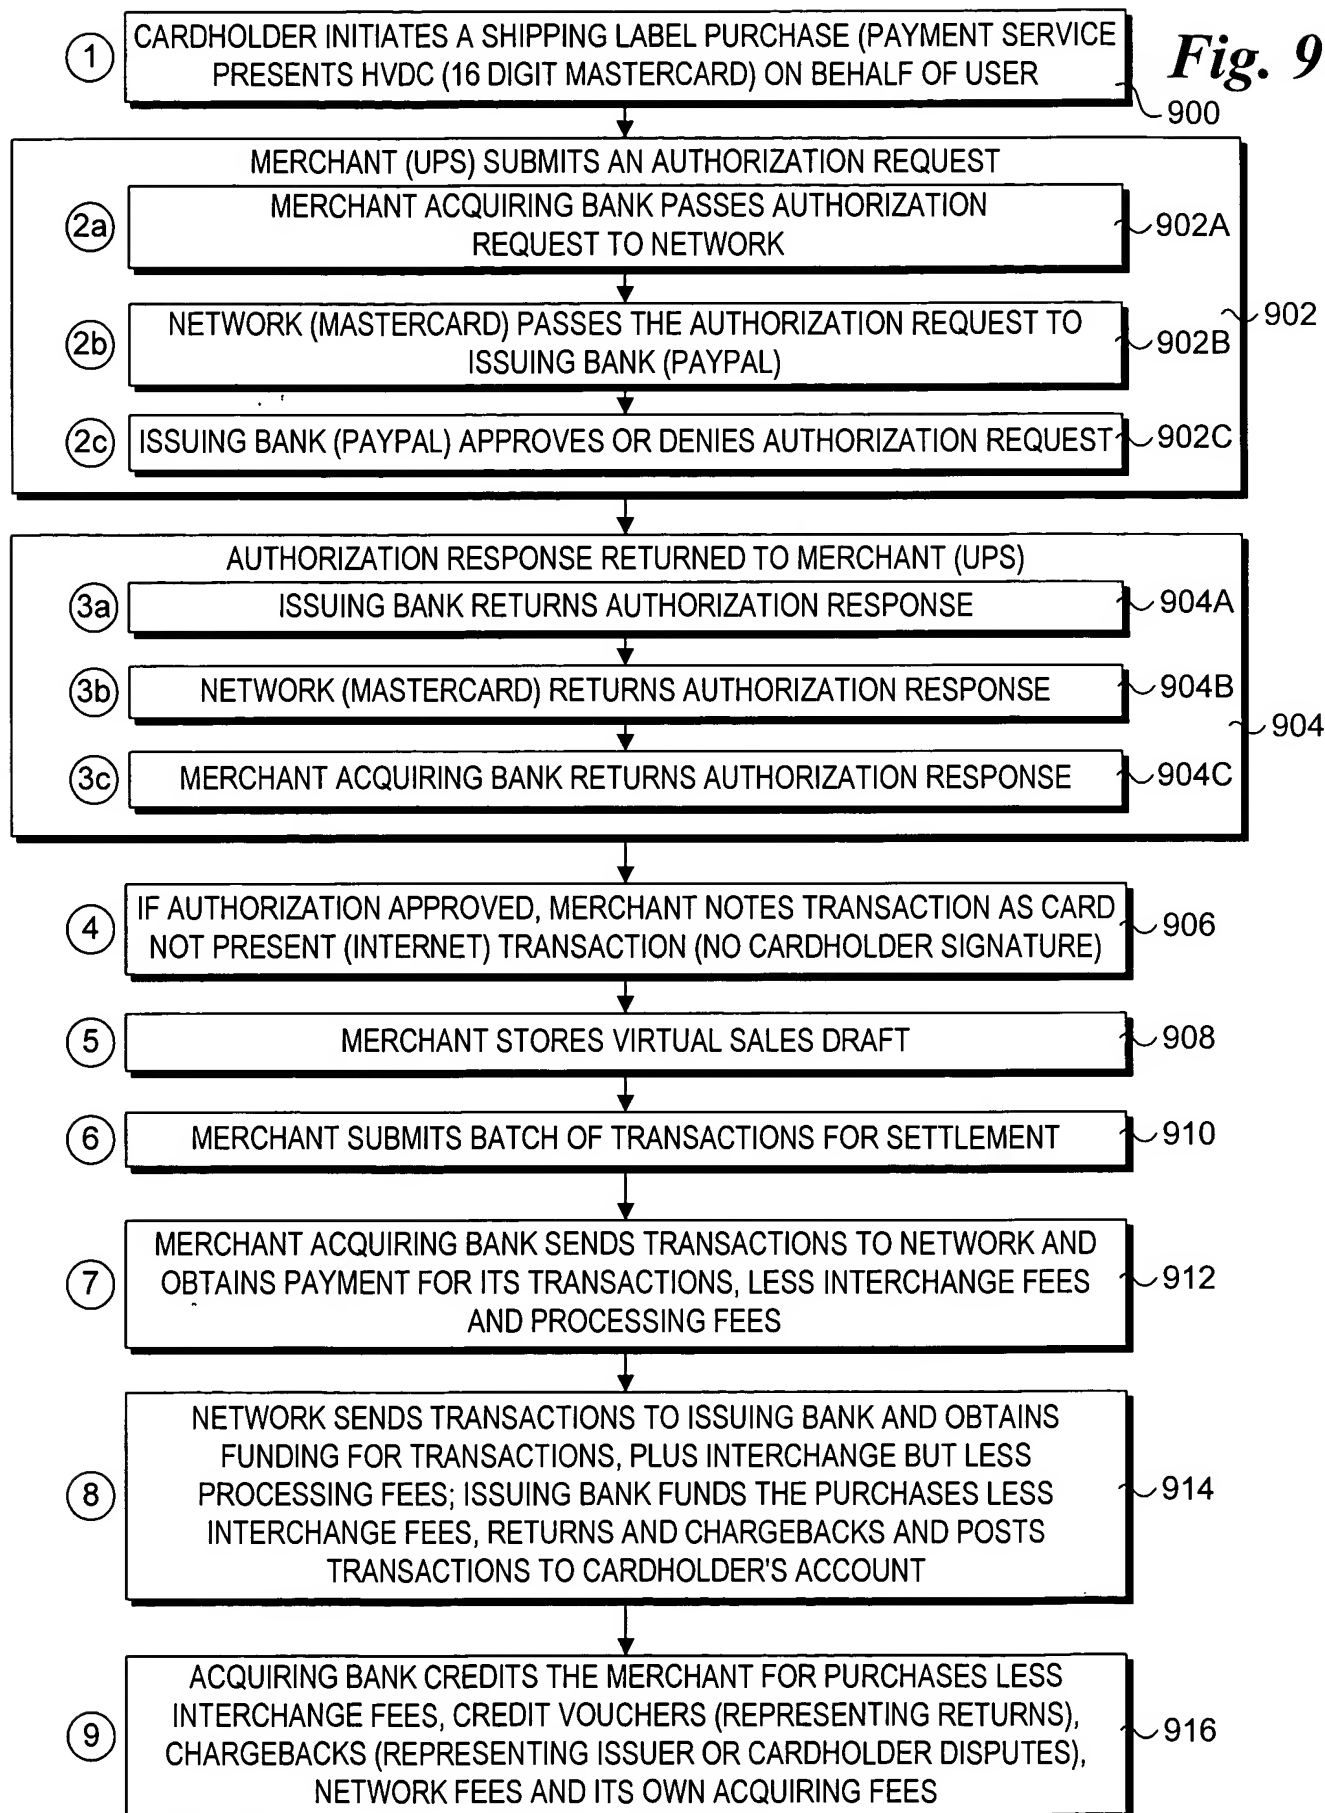 Fig. 9
1
CARDHOLDER INITIATES A SHIPPING LABEL PURCHASE (PAYMENT SERVICE
PRESENTS HVDC (16 DIGIT MASTERCARD) ON BEHALF OF USER
900
MERCHANT (UPS) SUBMITS AN AUTHORIZATION REQUEST
2a
MERCHANT ACQUIRING BANK PASSES AUTHORIZATION
REQUEST TO NETWORK
902A
2b
NETWORK (MASTERCARD) PASSES THE AUTHORIZATION REQUEST TO
ISSUING BANK (PAYPAL)
902B
902
2c
ISSUING BANK (PAYPAL) APPROVES OR DENIES AUTHORIZATION REQUEST
902C
AUTHORIZATION RESPONSE RETURNED TO MERCHANT (UPS)
3a
ISSUING BANK RETURNS AUTHORIZATION RESPONSE
904A
3b
NETWORK (MASTERCARD) RETURNS AUTHORIZATION RESPONSE
904B
904
3c
MERCHANT ACQUIRING BANK RETURNS AUTHORIZATION RESPONSE
904C
4
IF AUTHORIZATION APPROVED, MERCHANT NOTES TRANSACTION AS CARD
NOT PRESENT (INTERNET) TRANSACTION (NO CARDHOLDER SIGNATURE)
906
5
MERCHANT STORES VIRTUAL SALES DRAFT
908
6
MERCHANT SUBMITS BATCH OF TRANSACTIONS FOR SETTLEMENT
910
7
MERCHANT ACQUIRING BANK SENDS TRANSACTIONS TO NETWORK AND
OBTAINS PAYMENT FOR ITS TRANSACTIONS, LESS INTERCHANGE FEES
AND PROCESSING FEES
912
8
NETWORK SENDS TRANSACTIONS TO ISSUING BANK AND OBTAINS
FUNDING FOR TRANSACTIONS, PLUS INTERCHANGE BUT LESS
PROCESSING FEES; ISSUING BANK FUNDS THE PURCHASES LESS
INTERCHANGE FEES, RETURNS AND CHARGEBACKS AND POSTS
TRANSACTIONS TO CARDHOLDER'S ACCOUNT
914
9
ACQUIRING BANK CREDITS THE MERCHANT FOR PURCHASES LESS
INTERCHANGE FEES, CREDIT VOUCHERS (REPRESENTING RETURNS),
CHARGEBACKS (REPRESENTING ISSUER OR CARDHOLDER DISPUTES),
NETWORK FEES AND ITS OWN ACQUIRING FEES
916